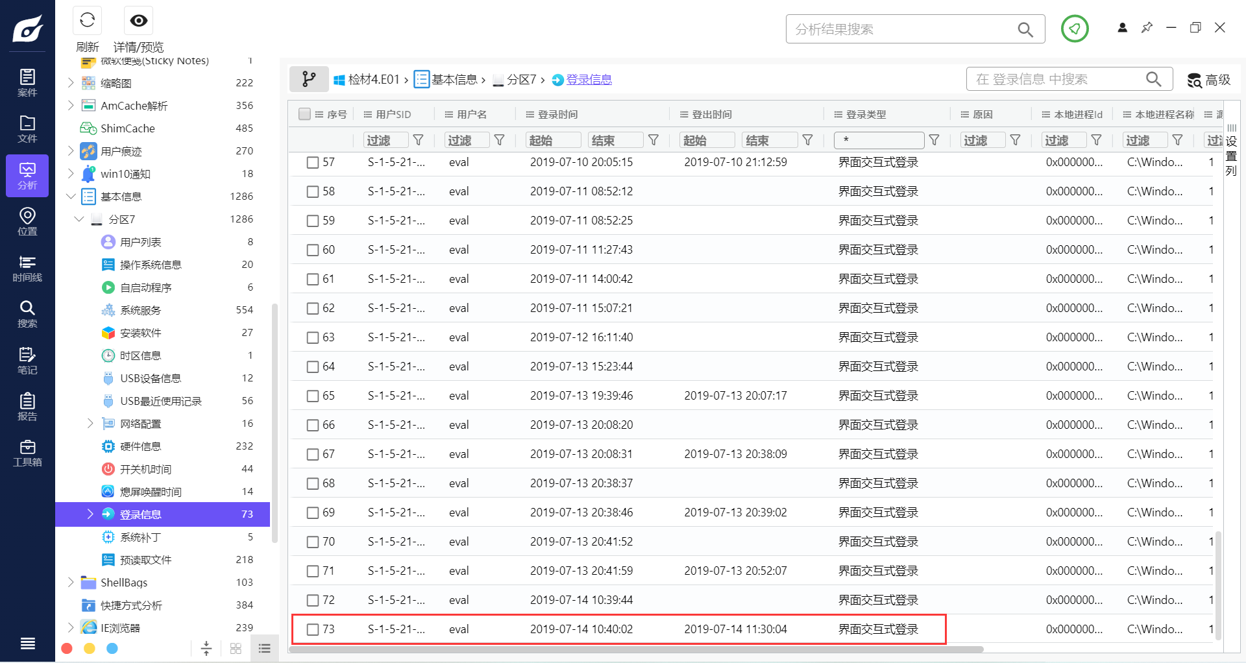 刷新 详情/预览
分析结果搜索
案件
文件
分析
位置
时间线
搜索
笔记
报告
工具箱
微软便笺(Sticky Notes) 1
缩略图 222
AmCache解析 356
ShimCache 485
用户痕迹 270
win10通知 18
基本信息 1286
分区7 1286
用户列表 8
操作系统信息 20
自启动程序 6
系统服务 554
安装软件 27
时区信息 1
USB设备信息 12
USB最近使用记录 56
网络配置 16
硬件信息 232
开关机时间 44
熄屏唤醒时间 14
登录信息 73
系统补丁 5
预读取文件 218
ShellBags 103
快捷方式分析 384
IE浏览器 239
检材4.E01 › 基本信息 › 分区7 › 登录信息
在 登录信息 中搜索
高级
序号 用户SID 用户名 登录时间 登出时间 登录类型 原因 本地进程Id 本地进程名称
过滤 过滤 起始 结束 起始 结束 * 过滤 过滤 过滤
57 S-1-5-21-... eval 2019-07-10 20:05:15 2019-07-10 21:12:59 界面交互式登录 0x000000... C:\Windo... 1
58 S-1-5-21-... eval 2019-07-11 08:52:12 界面交互式登录 0x000000... C:\Windo... 1
59 S-1-5-21-... eval 2019-07-11 08:52:25 界面交互式登录 0x000000... C:\Windo... 1
60 S-1-5-21-... eval 2019-07-11 11:27:43 界面交互式登录 0x000000... C:\Windo... 1
61 S-1-5-21-... eval 2019-07-11 14:00:42 界面交互式登录 0x000000... C:\Windo... 1
62 S-1-5-21-... eval 2019-07-11 15:07:21 界面交互式登录 0x000000... C:\Windo... 1
63 S-1-5-21-... eval 2019-07-12 16:11:40 界面交互式登录 0x000000... C:\Windo... 1
64 S-1-5-21-... eval 2019-07-13 15:23:44 界面交互式登录 0x000000... C:\Windo... 1
65 S-1-5-21-... eval 2019-07-13 19:39:46 2019-07-13 20:07:17 界面交互式登录 0x000000... C:\Windo... 1
66 S-1-5-21-... eval 2019-07-13 20:08:20 界面交互式登录 0x000000... C:\Windo... 1
67 S-1-5-21-... eval 2019-07-13 20:08:31 2019-07-13 20:38:09 界面交互式登录 0x000000... C:\Windo... 1
68 S-1-5-21-... eval 2019-07-13 20:38:37 界面交互式登录 0x000000... C:\Windo... 1
69 S-1-5-21-... eval 2019-07-13 20:38:46 2019-07-13 20:39:02 界面交互式登录 0x000000... C:\Windo... 1
70 S-1-5-21-... eval 2019-07-13 20:41:52 界面交互式登录 0x000000... C:\Windo... 1
71 S-1-5-21-... eval 2019-07-13 20:41:59 2019-07-13 20:52:07 界面交互式登录 0x000000... C:\Windo... 1
72 S-1-5-21-... eval 2019-07-14 10:39:44 界面交互式登录 0x000000... C:\Windo... 1
73 S-1-5-21-... eval 2019-07-14 10:40:02 2019-07-14 11:30:04 界面交互式登录 0x000000... C:\Windo... 1
设置列